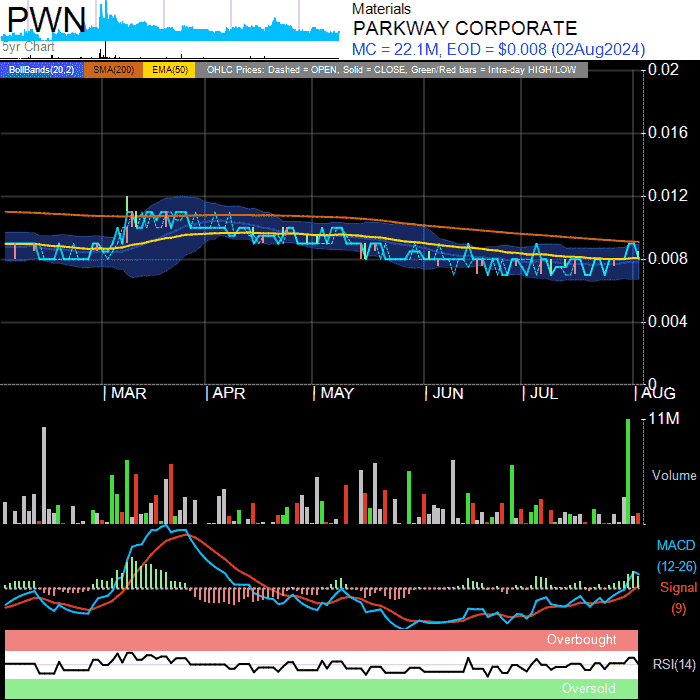 PWN
5yr Chart
Materials
PARKWAY CORPORATE
MC = 22.1M, EOD = $0.008 (02Aug2024)
BollBands(20,2) SMA(200) EMA(50) OHLC Prices: Dashed = OPEN, Solid = CLOSE, Green/Red bars = Intra-day HIGH/LOW
0.02
0.016
0.012
0.008
0.004
0
| MAR | APR | MAY | JUN | JUL | AUG
11M
Volume
MACD
(12-26)
Signal
(9)
Overbought
RSI(14)
Oversold